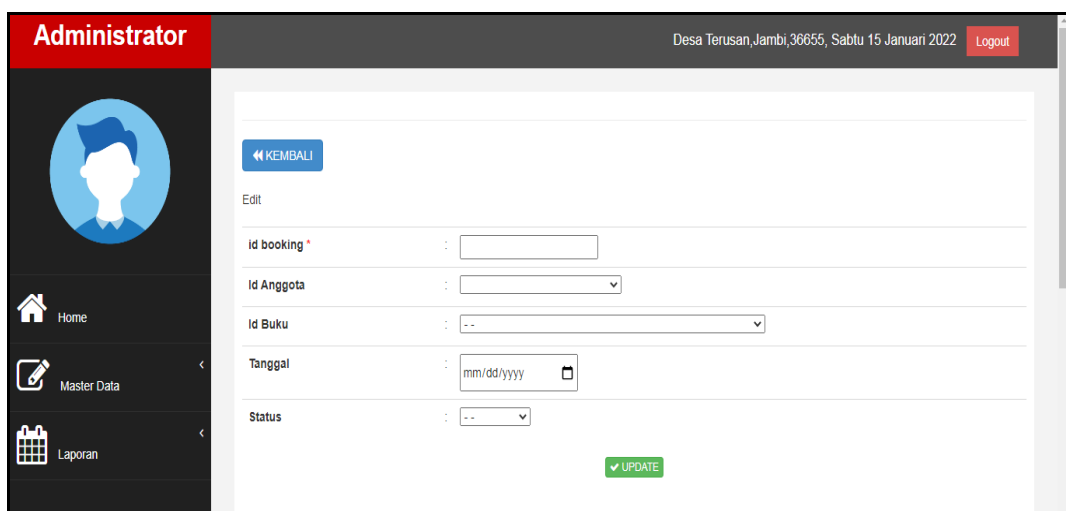 Administrator
Desa Terusan,Jambi,36655, Sabtu 15 Januari 2022 Logout
KEMBALI
Edit
id booking * :
Id Anggota :
Id Buku : - -
Tanggal : mm/dd/yyyy
Status : - -
UPDATE
Home
Master Data
Laporan